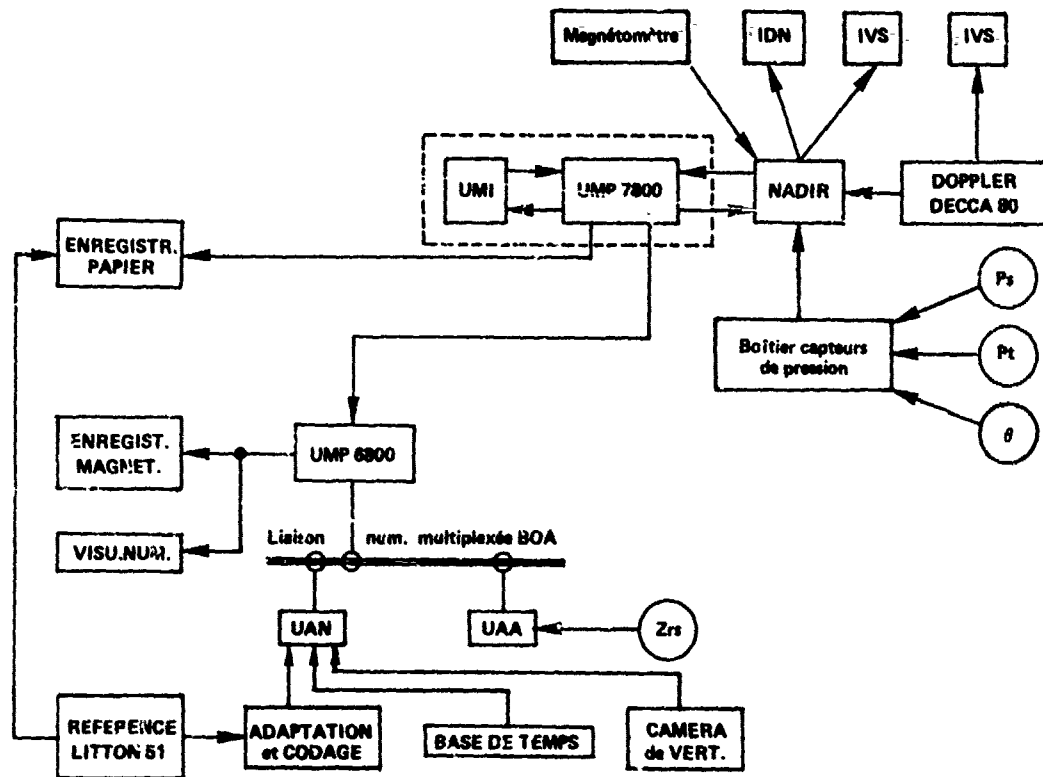 Magnétomètre
IDN
IVS
IVS
UMI
UMP 7800
NADIR
DOPPLER
DECCA 80
ENREGISTR.
PAPIER
Ps
Boîtier capteurs
de pression
Pt
θ
ENREGIST.
MAGNET.
UMP 6800
Liaison num. multiplexée BOA
VISU.NUM.
UAN
UAA
Zrs
REFERENCE
LITTON 51
ADAPTATION
et CODAGE
BASE DE TEMPS
CAMERA
de VERT.